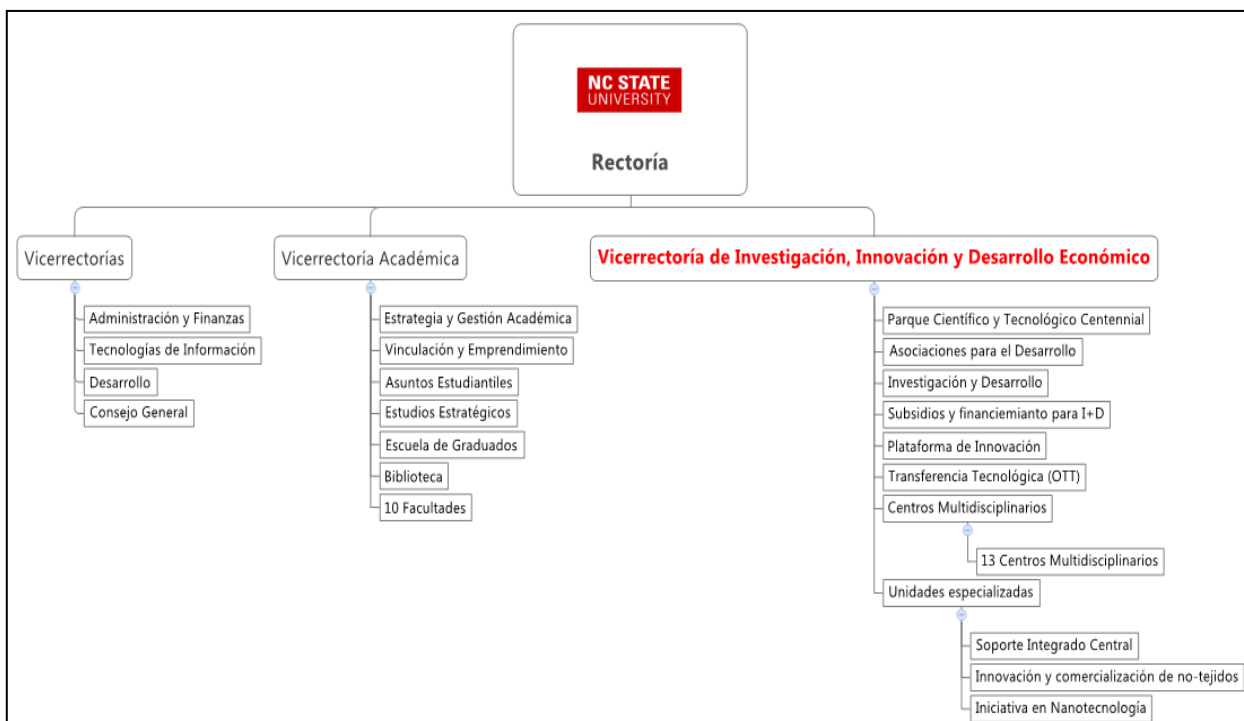 NC STATE
UNIVERSITY
Rectoría
Vicerrectorías
Administración y Finanzas
Tecnologías de Información
Desarrollo
Consejo General
Vicerrectoría Académica
Estrategia y Gestión Académica
Vinculación y Emprendimiento
Asuntos Estudiantiles
Estudios Estratégicos
Escuela de Graduados
Biblioteca
10 Facultades
Vicerrectoría de Investigación, Innovación y Desarrollo Económico
Parque Científico y Tecnológico Centennial
Asociaciones para el Desarrollo
Investigación y Desarrollo
Subsidios y financiemianto para I+D
Plataforma de Innovación
Transferencia Tecnológica (OTT)
Centros Multidisciplinarios
13 Centros Multidisciplinarios
Unidades especializadas
Soporte Integrado Central
Innovación y comercialización de no-tejidos
Iniciativa en Nanotecnología